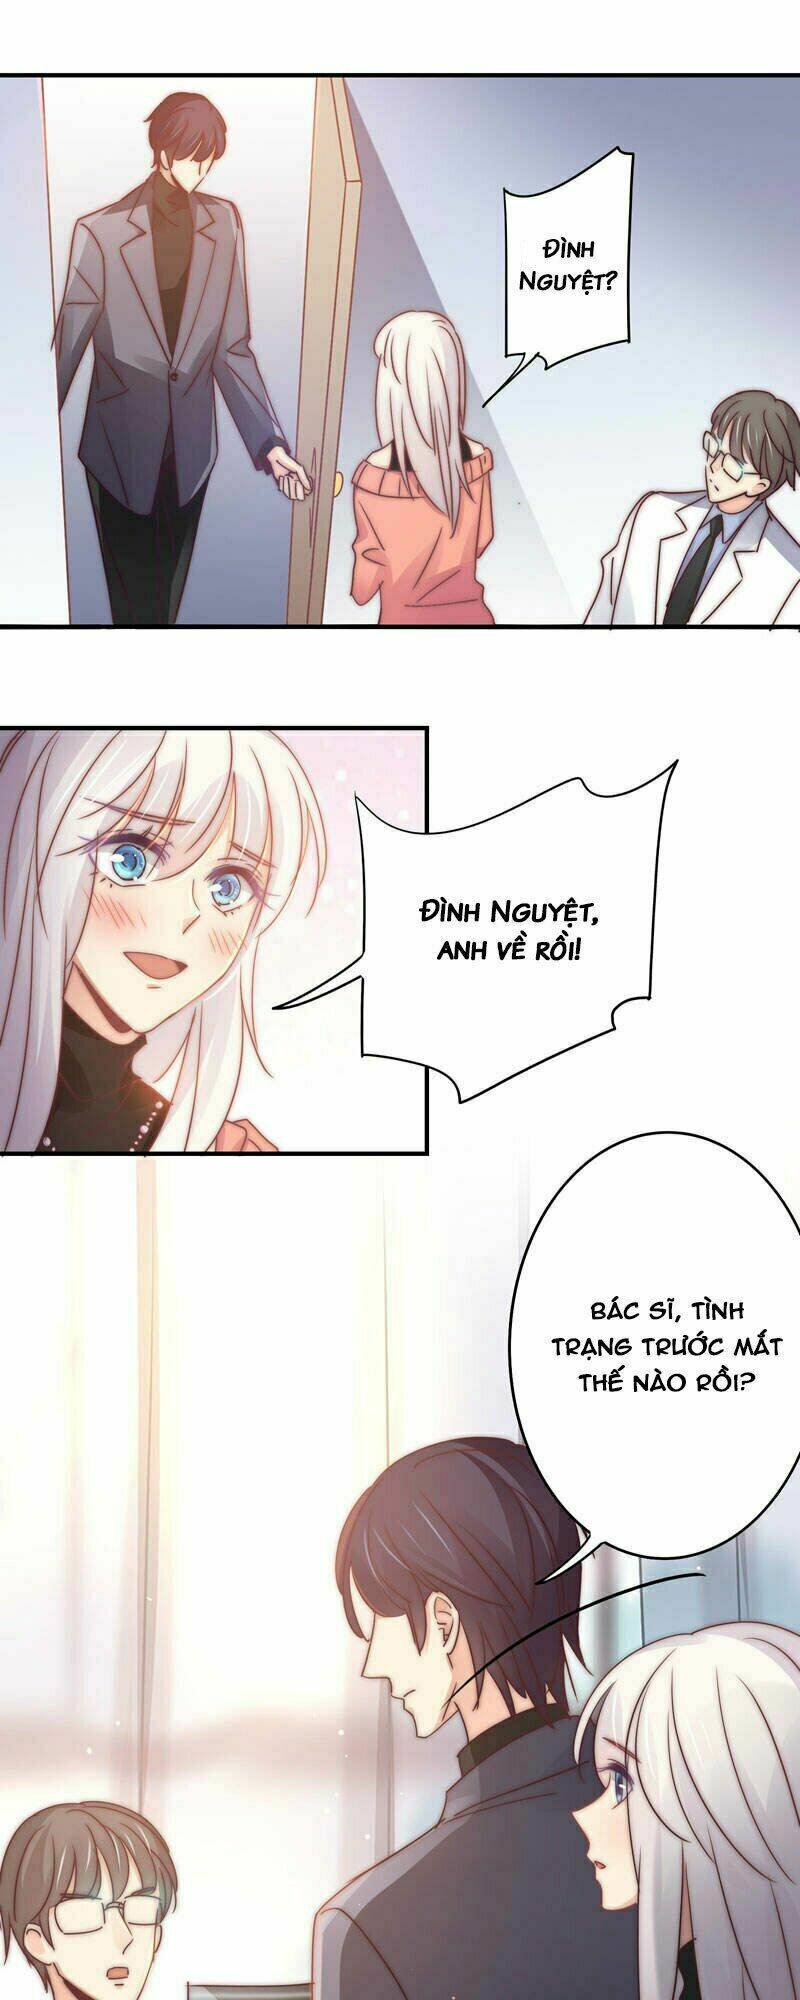 ĐÌNH
NGUYỆT?
ĐÌNH NGUYỆT,
ANH VỀ RỒI!
BÁC SĨ, TÌNH
TRẠNG TRƯỚC MẮT
THẾ NÀO RỒI?